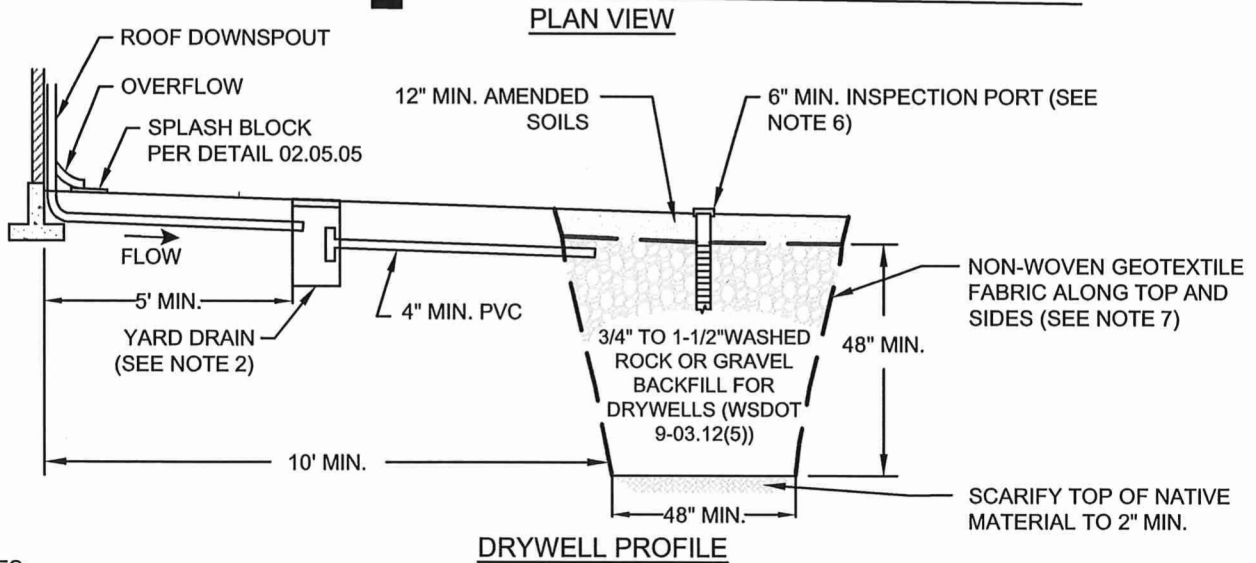 PLAN VIEW
ROOF DOWNSPOUT
OVERFLOW
SPLASH BLOCK
PER DETAIL 02.05.05
12" MIN. AMENDED
SOILS
6" MIN. INSPECTION PORT (SEE
NOTE 6)
FLOW
5' MIN.
YARD DRAIN
(SEE NOTE 2)
4" MIN. PVC
NON-WOVEN GEOTEXTILE
FABRIC ALONG TOP AND
SIDES (SEE NOTE 7)
3/4" TO 1-1/2"WASHED
ROCK OR GRAVEL
BACKFILL FOR
DRYWELLS (WSDOT
9-03.12(5))
48" MIN.
10' MIN.
48" MIN.
SCARIFY TOP OF NATIVE
MATERIAL TO 2" MIN.
DRYWELL PROFILE